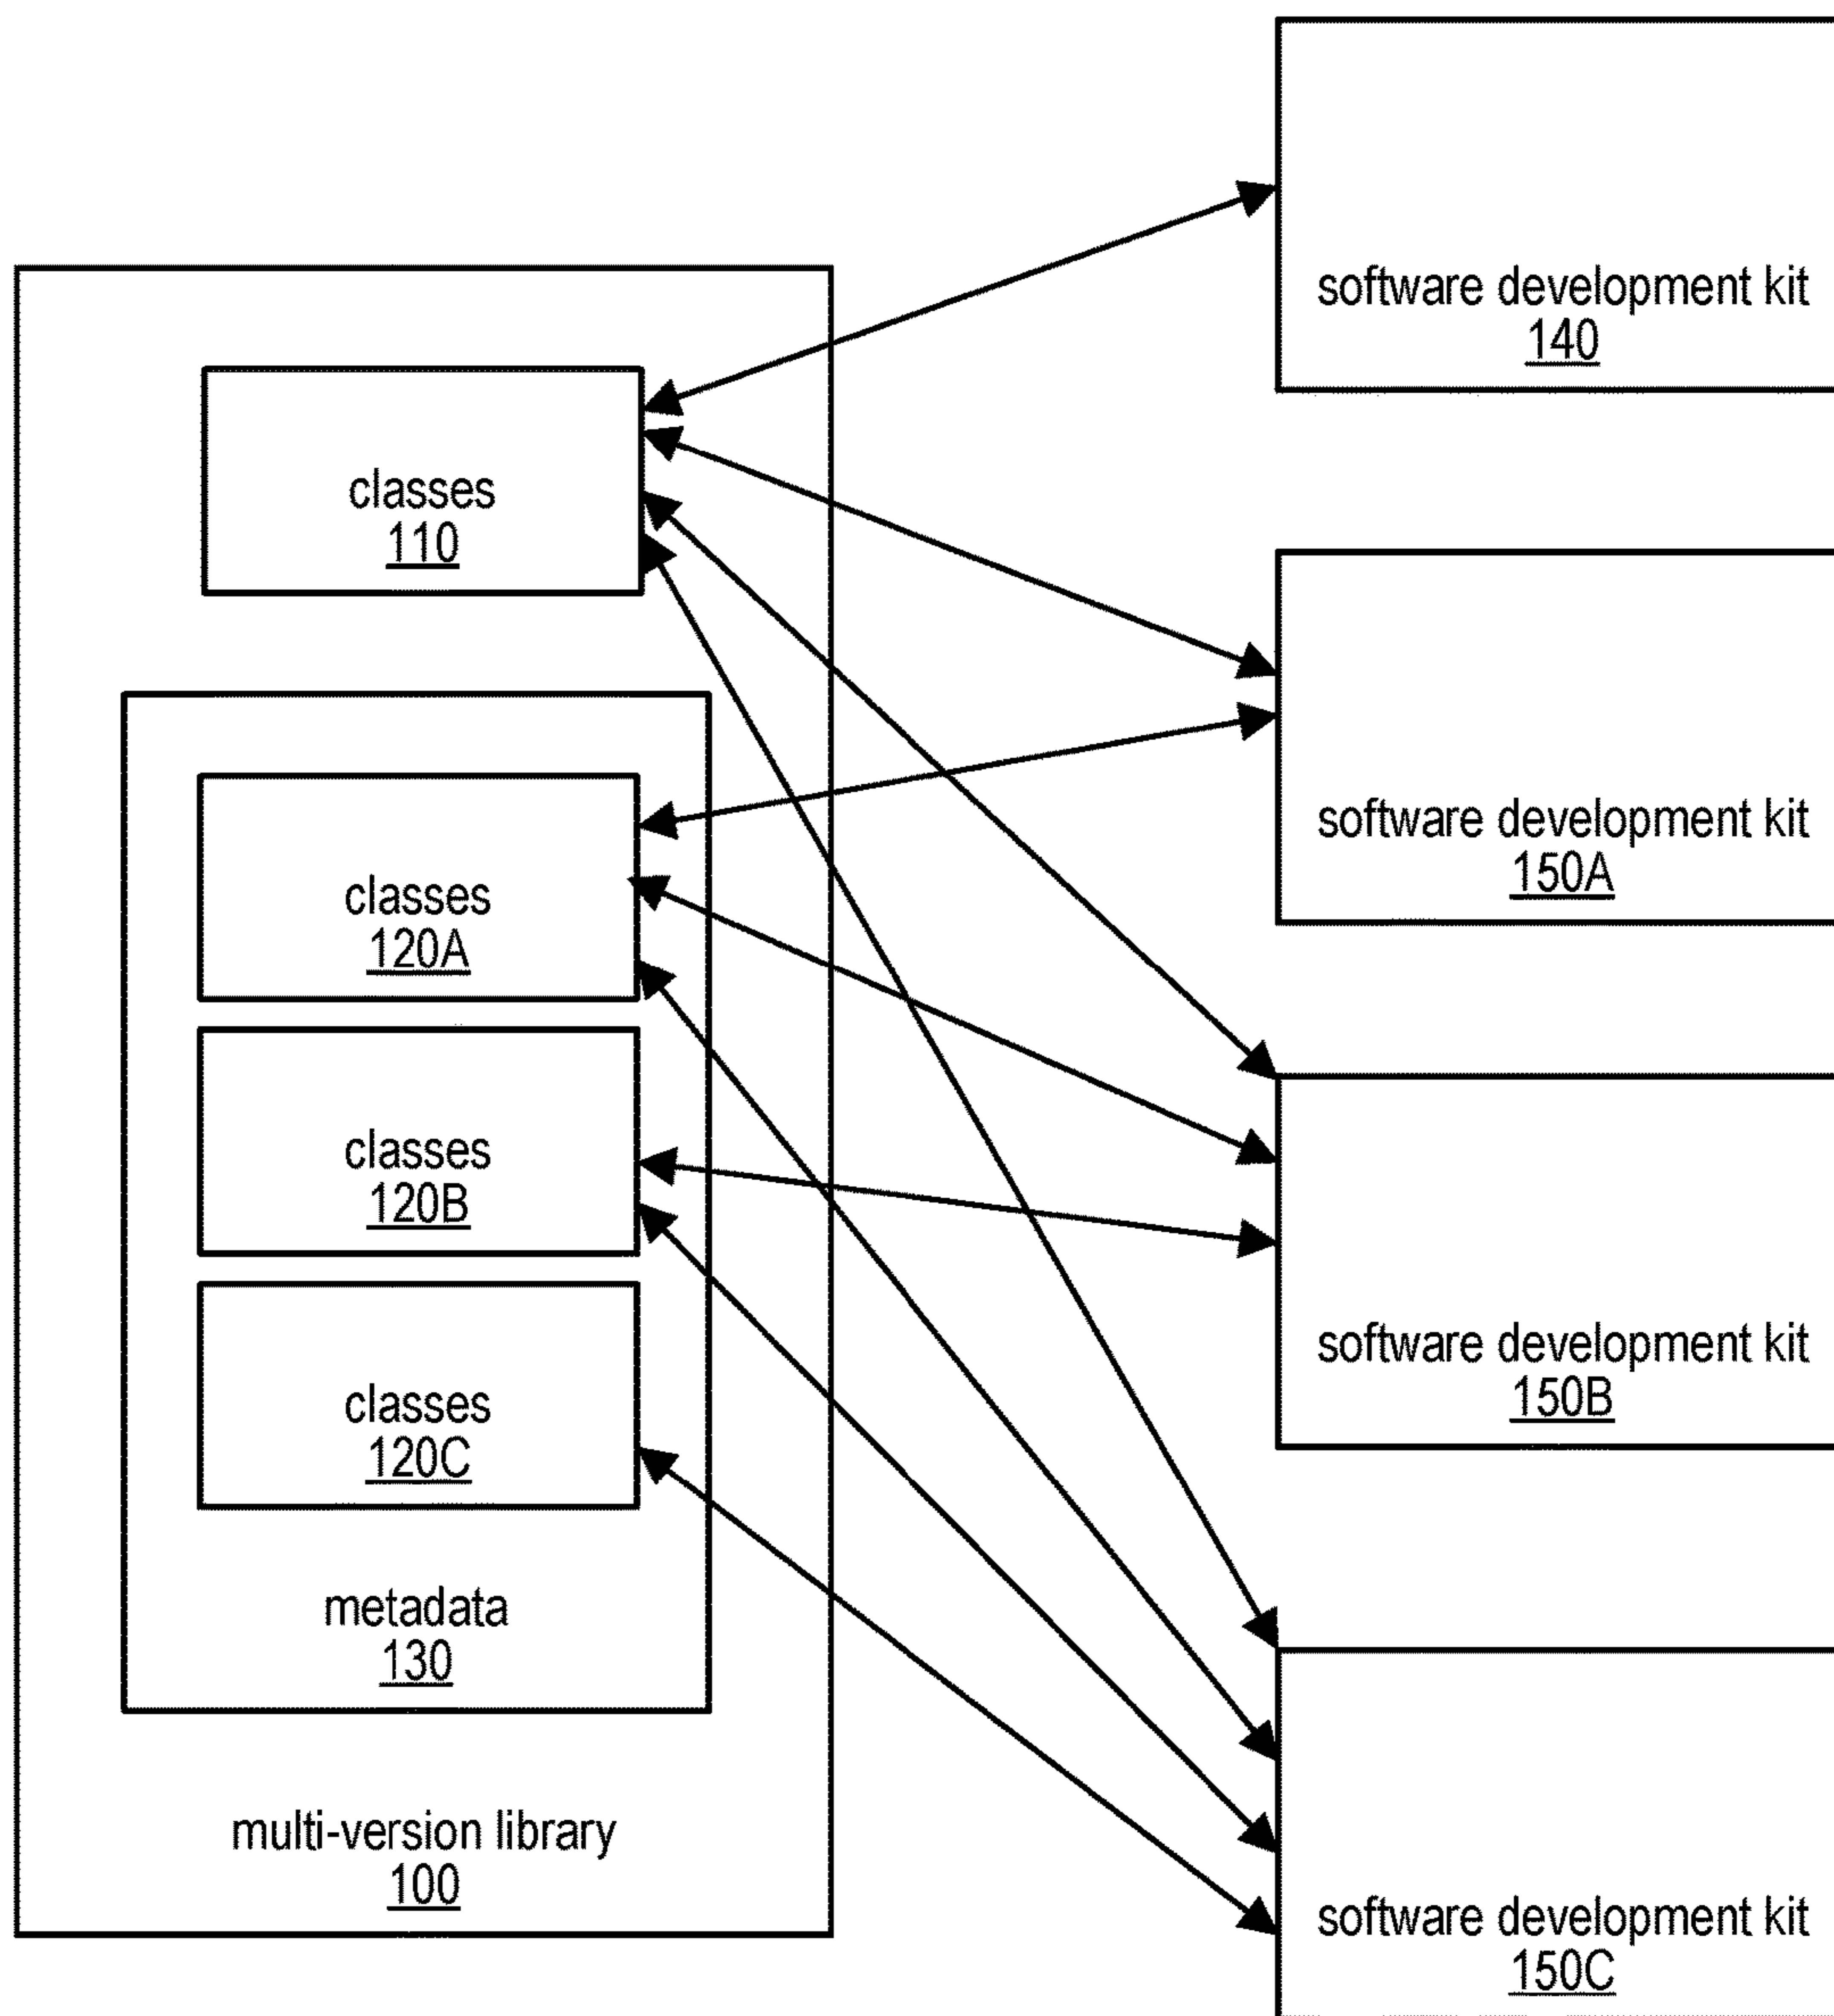 classes
110
classes
120A
classes
120B
classes
120C
metadata
130
multi-version library
100
software development kit
140
software development kit
150A
software development kit
150B
software development kit
150C